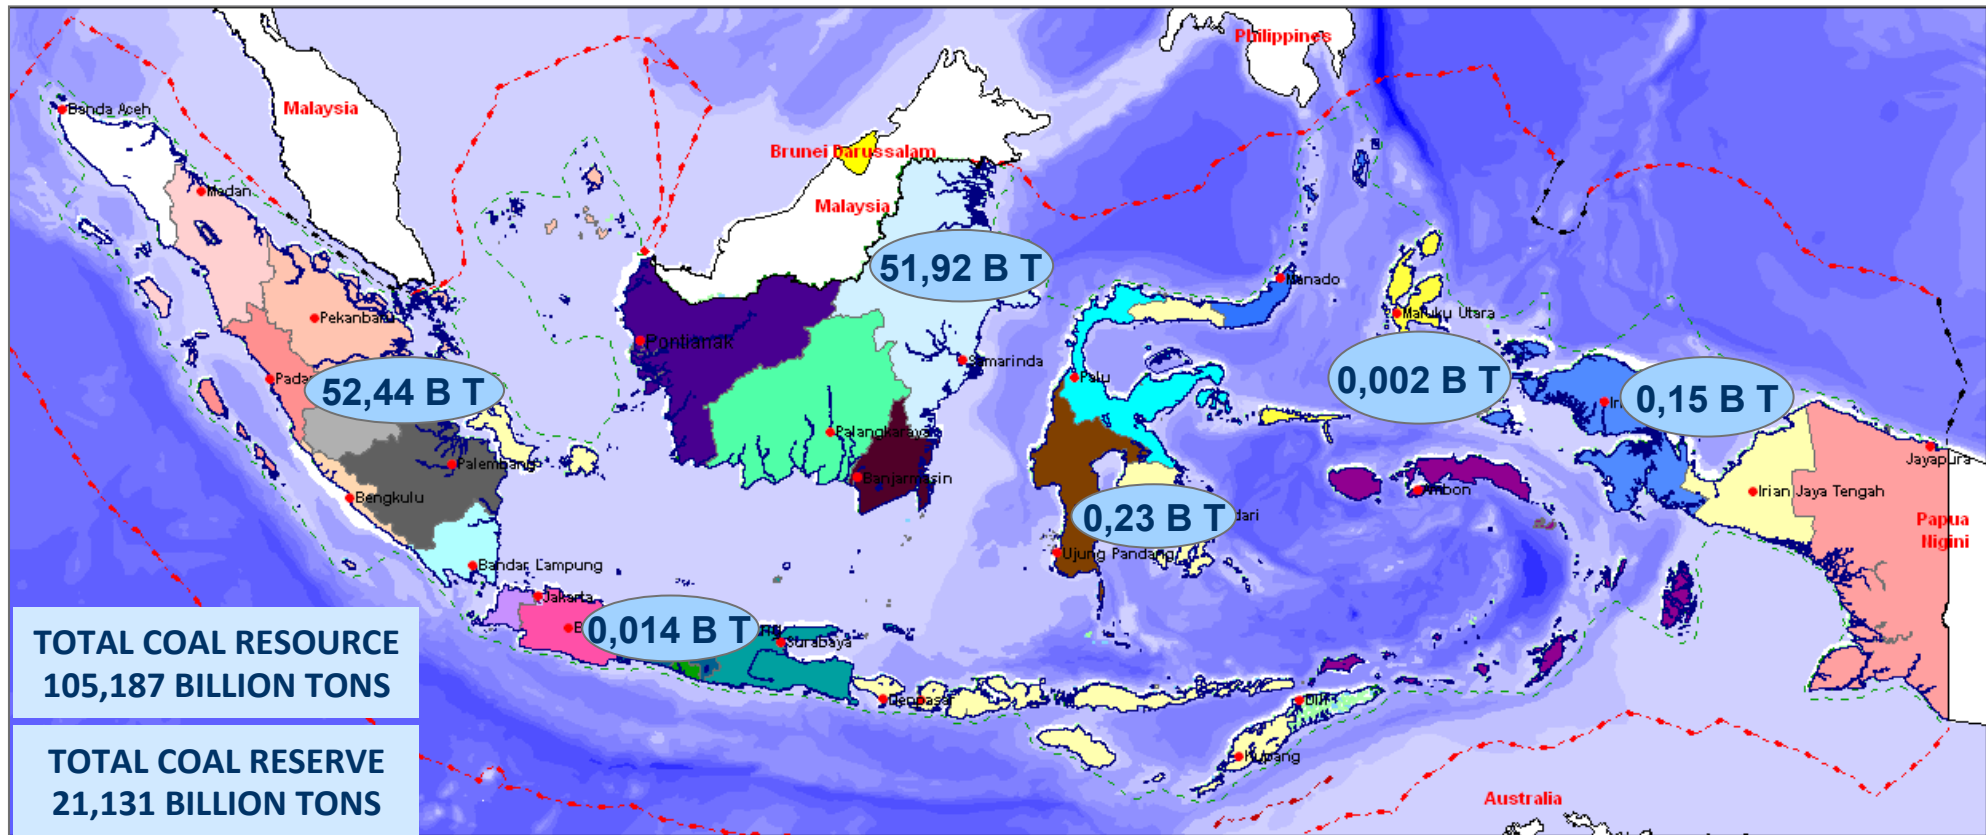 Philippines
Malaysia
Banda Aceh
Brunei Darussalam
Medan
Malaysia
51,92 B T
Manado
Maluku Utara
Pekanbaru
Pontianak
Samarinda
Palu
52,44 B T
0,002 B T
0,15 B T
Palangkaraya
Jayapura
Palembang
Banjarmasin
Bengkulu
Ambon
Irian Jaya Tengah
0,23 B T
Papua
Nigini
Ujung Pandang
Bandar Lampung
Jakarta
0,014 B T
Surabaya
TOTAL COAL RESOURCE
105,187 BILLION TONS
Denpasar
Dili
Kupang
TOTAL COAL RESERVE
21,131 BILLION TONS
Australia